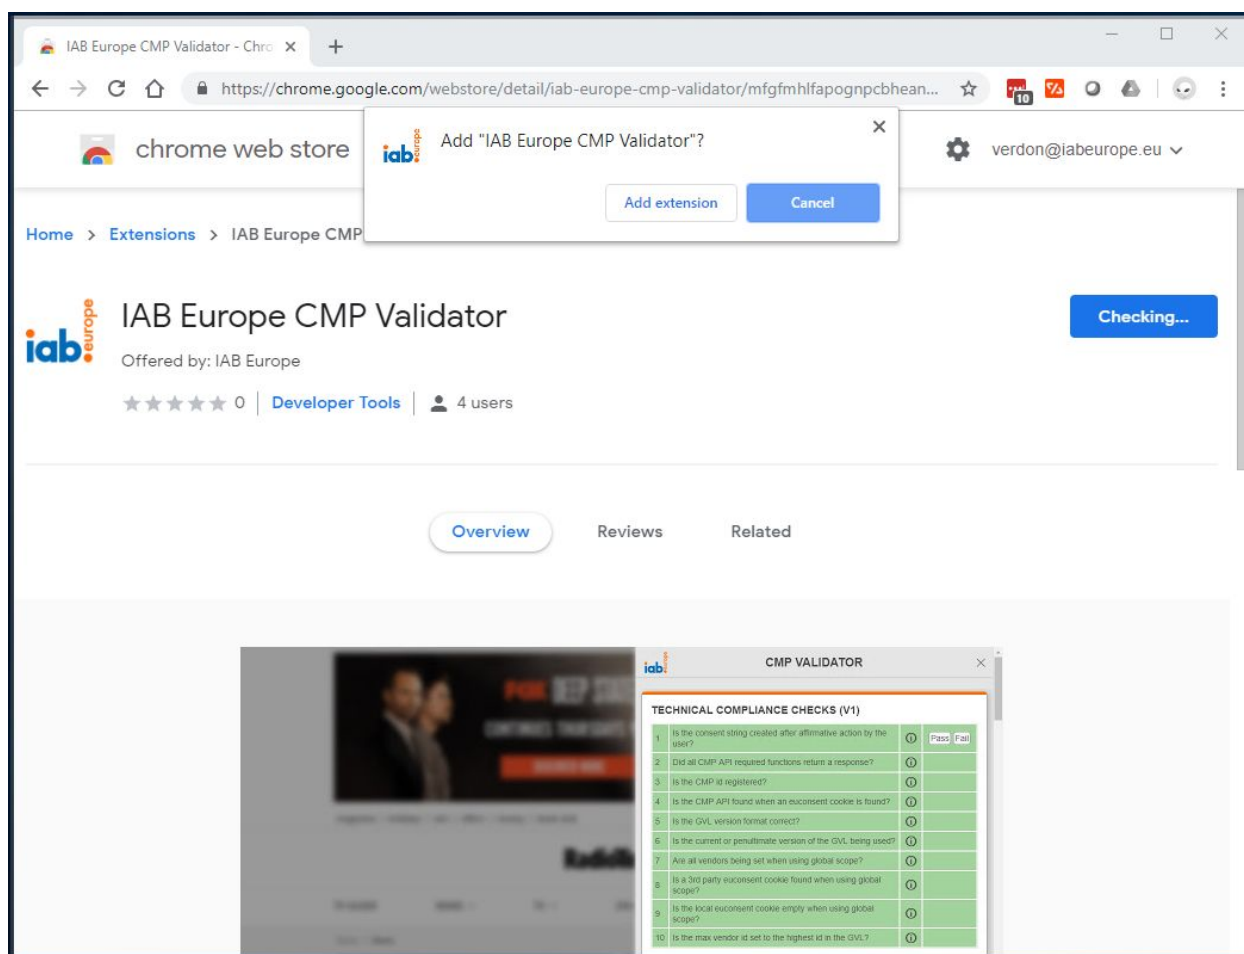 IAB Europe CMP Validator - Chro
https://chrome.google.com/webstore/detail/iab-europe-cmp-validator/mfgfmhlfapognpcbhean...
10
chrome web store
iab europe
Add "IAB Europe CMP Validator"?
verdon@iabeurope.eu
Add extension
Cancel
Home > Extensions > IAB Europe CMP
iab europe
IAB Europe CMP Validator
Checking...
Offered by: IAB Europe
0
Developer Tools
4 users
Overview
Reviews
Related
iab europe
CMP VALIDATOR
TECHNICAL COMPLIANCE CHECKS (V1)
1 Is the consent string created after affirmative action by the
user?
Pass Fail
2 Did all CMP API required functions return a response?
3 Is the CMP id registered?
4 Is the CMP API found when an euconsent cookie is found?
5 Is the GVL version format correct?
6 Is the current or penultimate version of the GVL being used?
7 Are all vendors being set when using global scope?
8 Is a 3rd party euconsent cookie found when using global
scope?
9 Is the local euconsent cookie empty when using global
scope?
10 Is the max vendor id set to the highest id in the GVL?
DEEP STATE
CONTINUES THURSDAYS